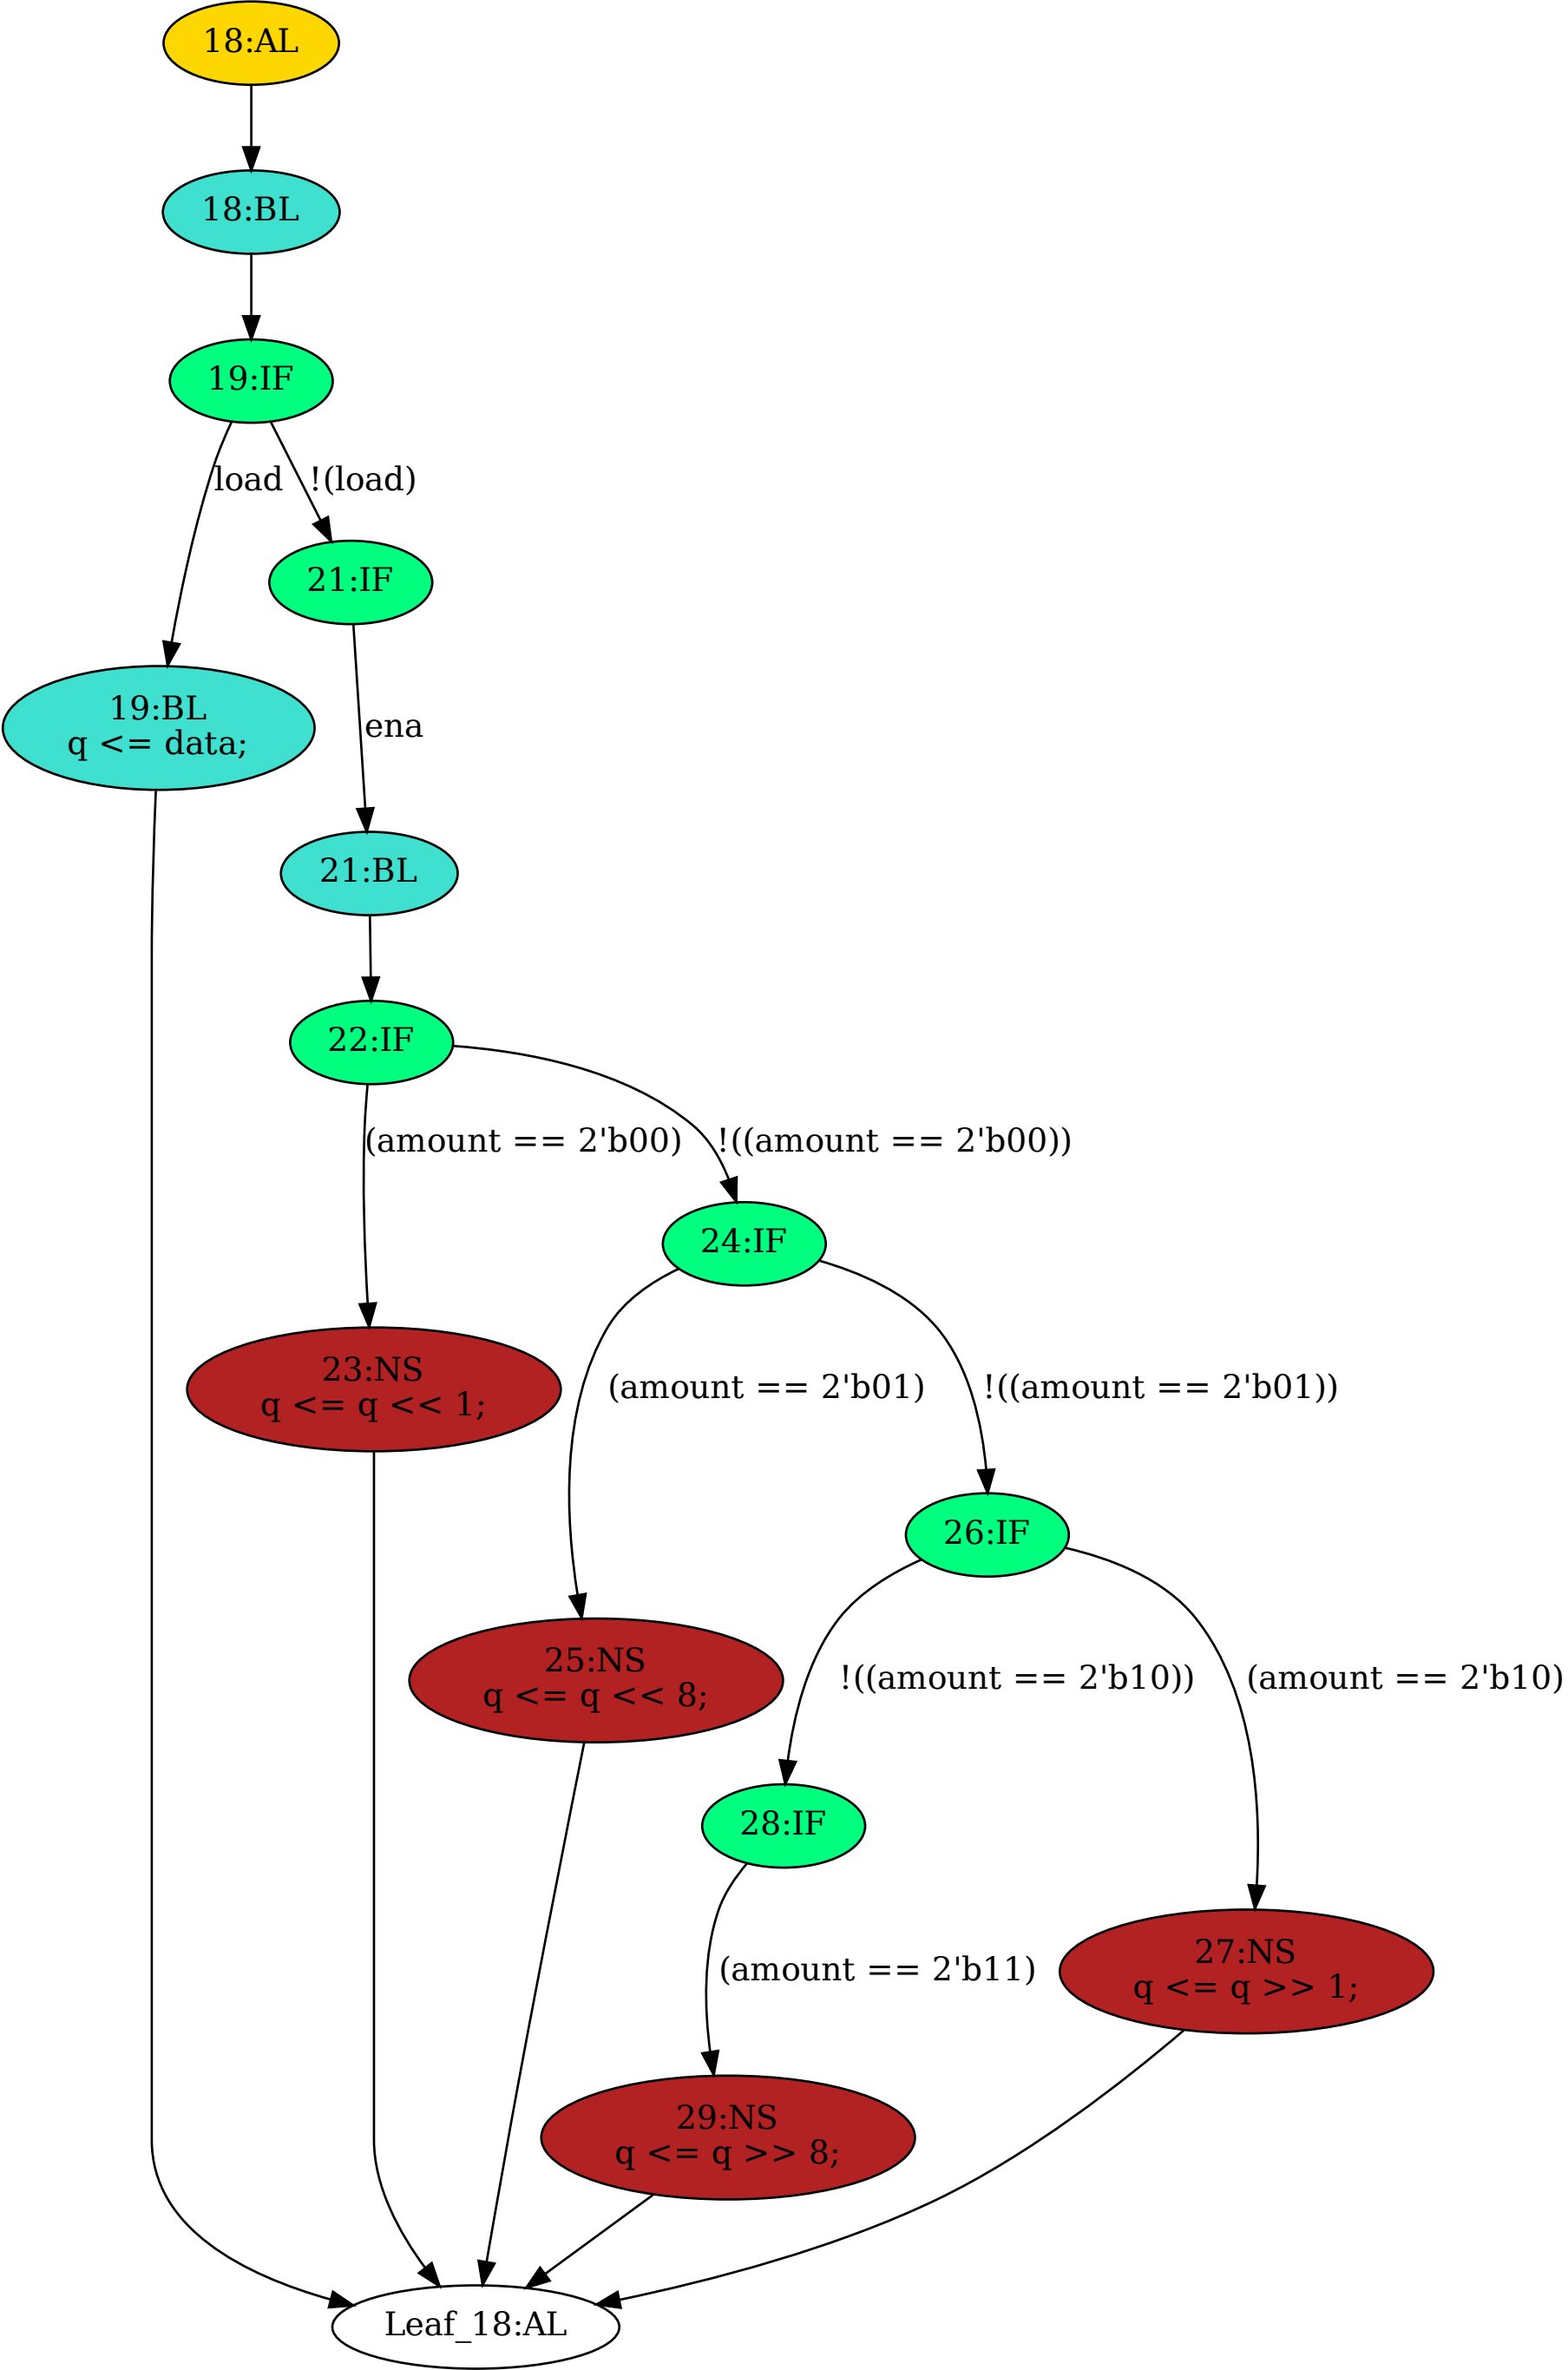 18:AL
18:BL
19:IF
load
!(load)
21:IF
19:BL
q <= data;
ena
21:BL
22:IF
(amount == 2'b00)
!((amount == 2'b00))
24:IF
23:NS
q <= q << 1;
(amount == 2'b01)
!((amount == 2'b01))
26:IF
25:NS
q <= q << 8;
!((amount == 2'b10))
(amount == 2'b10)
28:IF
(amount == 2'b11)
27:NS
q <= q >> 1;
29:NS
q <= q >> 8;
Leaf_18:AL